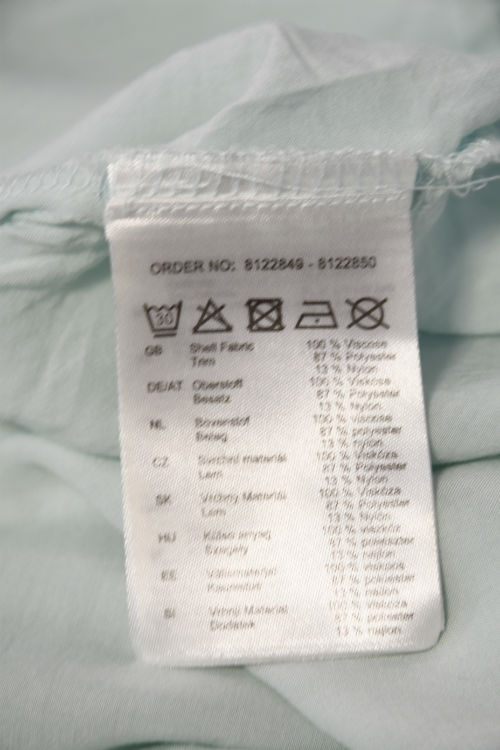 ORDER NO: 8122849 - 8122850
30
GB Shell Fabric 100 % Viscose
Trim 87 % Polyester
13 % Nylon
DE/AT Oberstoff 100 % Viskose
Besatz 87 % Polyester
13 % Nylon
NL Bovenstof 100 % viscose
Beleg 87 % polyester
13 % nylon
CZ Svrchní materiál 100 % Viskóza
Lem 87 % Polyester
13 % Nylon
SK Vrchný Materiál 100 % Viskóza
Lem 87 % Polyester
13 % Nylon
HU Külső anyag 100 % viszkóz
Szegély 87 % poliészter
13 % nejlon
EE 100 % viskoos
Kaunistus 87 % polüester
13 % nailon
SI Vrhnji Material 100 % viskoza
Dodatek 87 % poliester
13 % najlon